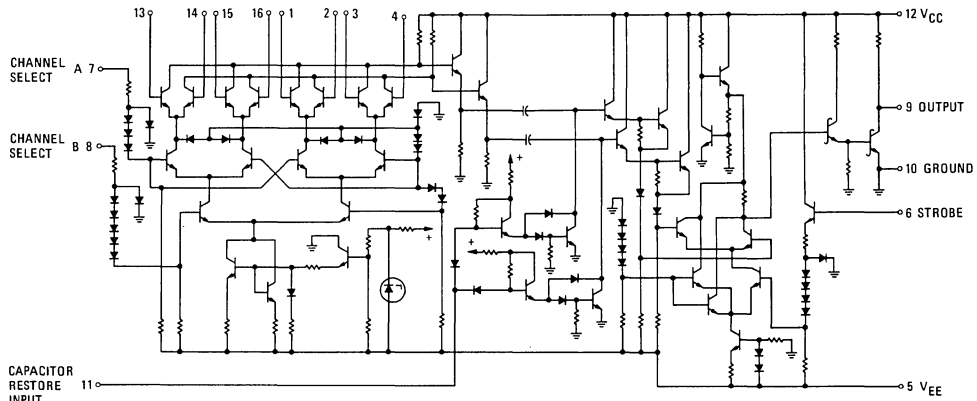 13 14 15 16 1 2 3 4
12 VCC
CHANNEL
SELECT A 7
CHANNEL
SELECT B 8
9 OUTPUT
10 GROUND
6 STROBE
+
+
+
CAPACITOR
RESTORE 11
INPUT
5 VEE